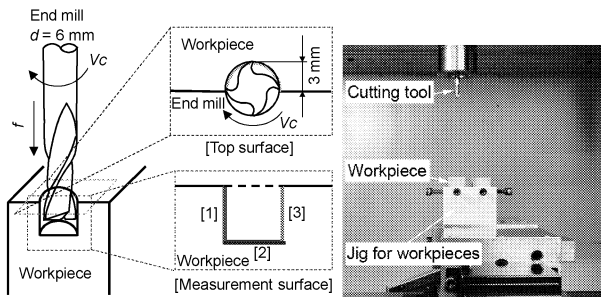 End mill
d = 6 mm
Vc
f
Workpiece
Workpiece
3 mm
End mill
Vc
[Top surface]
[1]
[3]
[2]
Workpiece
[Measurement surface]
Cutting tool
Workpiece
Jig for workpieces